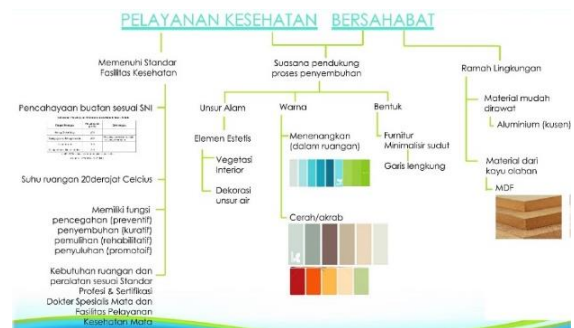 PELAYANAN KESEHATAN BERSAHABAT
Memenuhi Standar
Fasilitas Kesehatan
Pencahayaan buatan sesuai SNI
Suhu ruangan 20derajat Celcius
Memiliki fungsi
pencegahan (preventif)
penyembuhan (kuratif)
pemulihan (rehabilitatif)
penyuluhan (promotoif)
Kebutuhan ruangan dan
peralatan sesuai Standar
Profesi & Sertifikasi
Dokter Spesialis Mata dan
Fasilitas Pelayanan
Kesehatan Mata
Suasana pendukung
proses penyembuhan
Unsur Alam
Elemen Estetis
Vegetasi
Interior
Dekorasi
unsur air
Warna
Menenangkan
(dalam ruangan)
Cerah/akrab
Bentuk
Furnitur
Minimalisir sudut
Garis lengkung
Ramah Lingkungan
Material mudah
dirawat
Aluminium (kusen)
Material dari
kayu olahan
MDF